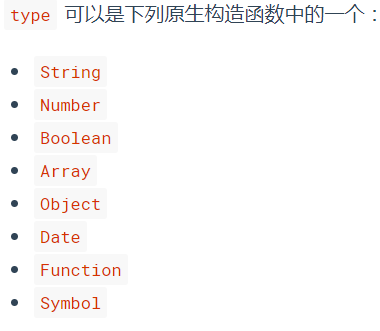 type 可以是下列原生构造函数中的一个：
String
Number
Boolean
Array
Object
Date
Function
Symbol